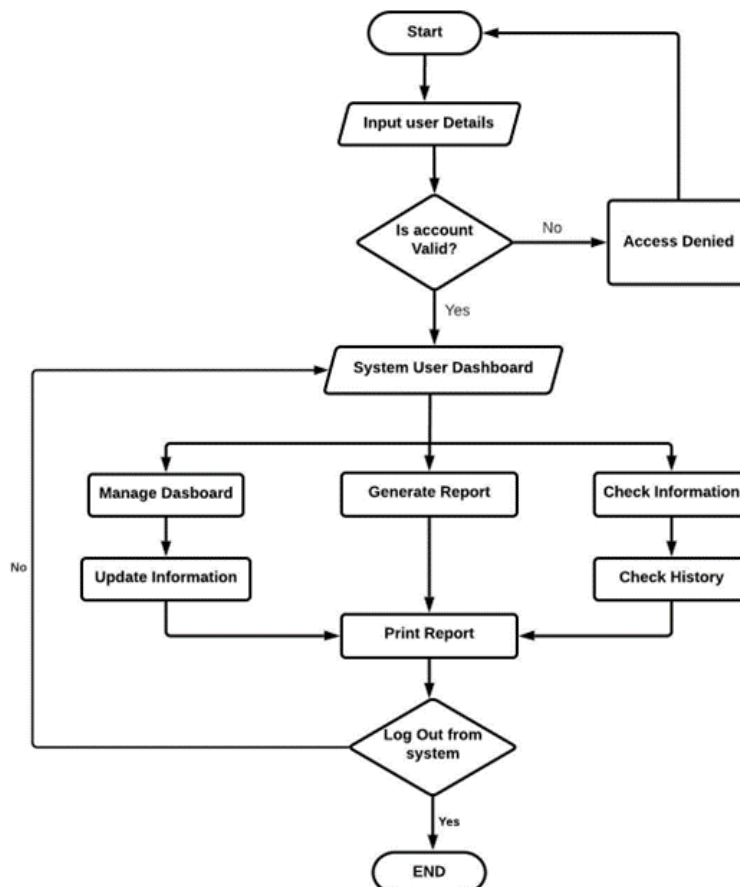 Start
Input user Details
Is account
Valid?
No
Access Denied
Yes
System User Dashboard
Manage Dasboard
Generate Report
Check Information
No
Update Information
Check History
Print Report
Log Out from
system
Yes
END